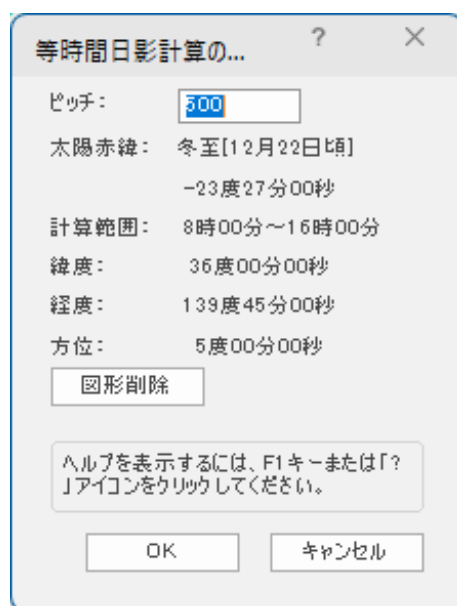 等時間日影計算の... ? ×
ピッチ: 500
太陽赤緯: 冬至[12月22日頃]
-23度27分00秒
計算範囲: 8時00分～16時00分
緯度: 36度00分00秒
経度: 139度45分00秒
方位: 5度00分00秒
図形削除
ヘルプを表示するには、F1キーまたは「?
」アイコンをクリックしてください。
OK キャンセル